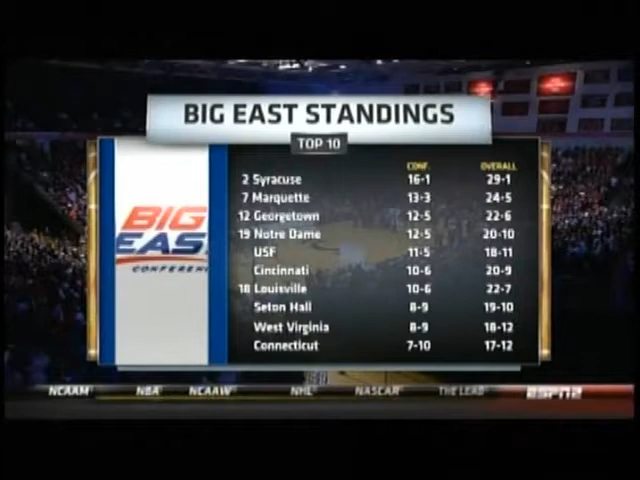 BIG EAST STANDINGS
TOP 10
CONF. OVERALL
2 Syracuse 16-1 29-1
7 Marquette 13-3 24-5
12 Georgetown 12-5 22-6
19 Notre Dame 12-5 20-10
USF 11-5 18-11
Cincinnati 10-6 20-9
18 Louisville 10-6 22-7
Seton Hall 8-9 19-10
West Virginia 8-9 18-12
Connecticut 7-10 17-12
BIG
EAS
CONFEREN
NCAAM NBA NCAAW NHL NASCAR THE LEAD ESPN2